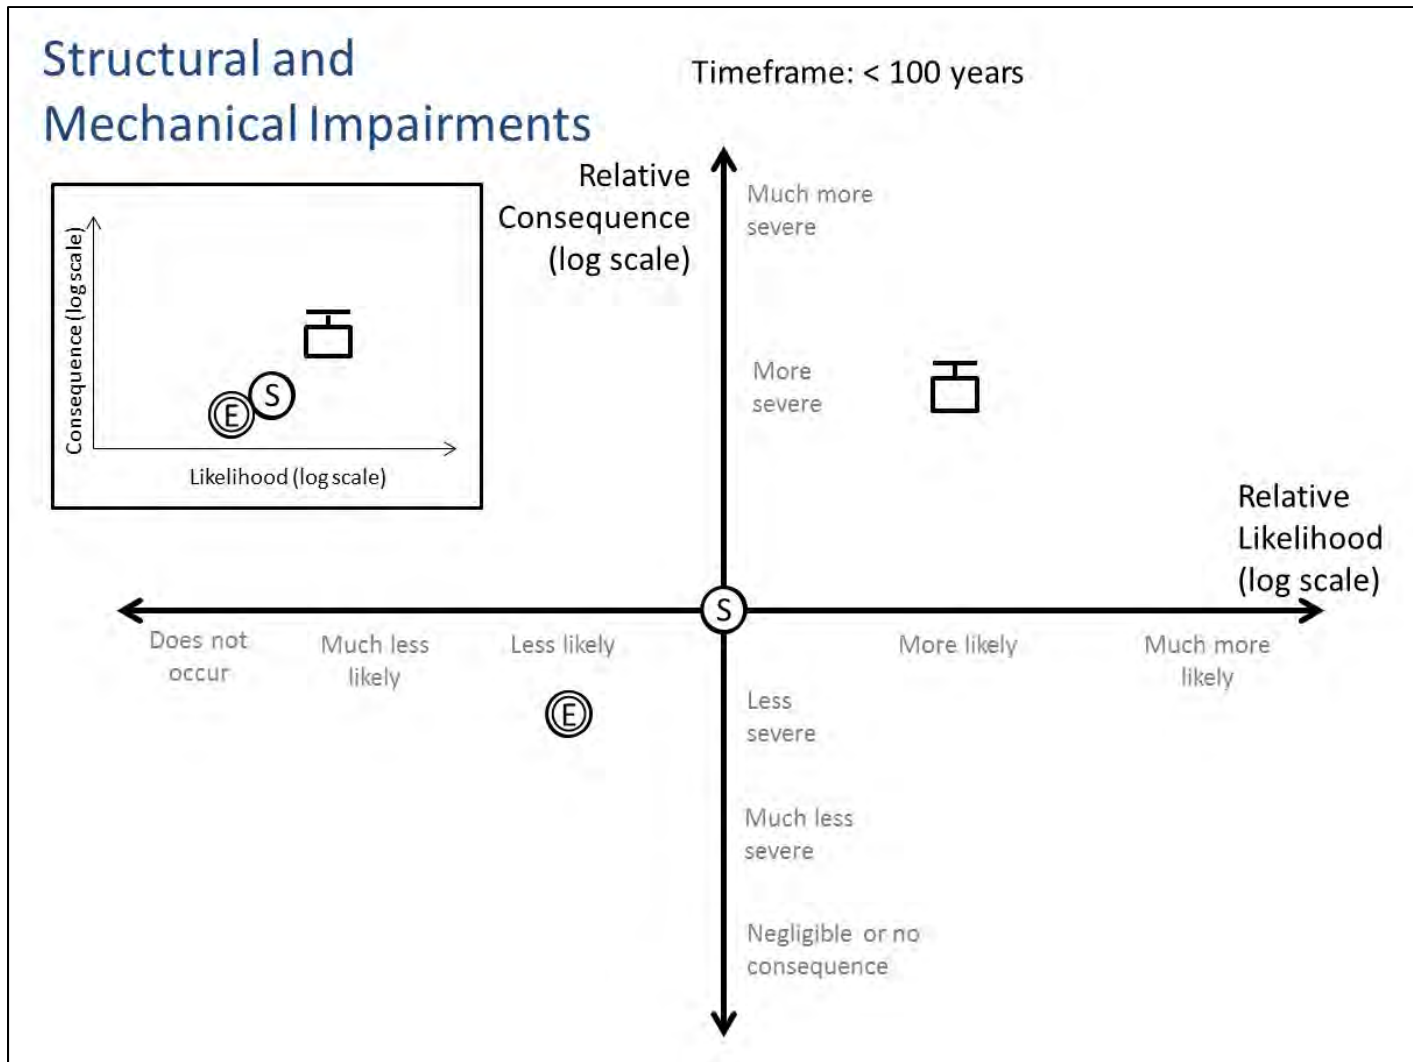 Structural and
Mechanical Impairments
Timeframe: < 100 years
Consequence (log scale)
S
E
Likelihood (log scale)
Relative
Consequence
(log scale)
Much more
severe
More
severe
Relative
Likelihood
(log scale)
S
Does not
occur
Much less
likely
Less likely
More likely
Much more
likely
E
Less
severe
Much less
severe
Negligible or no
consequence